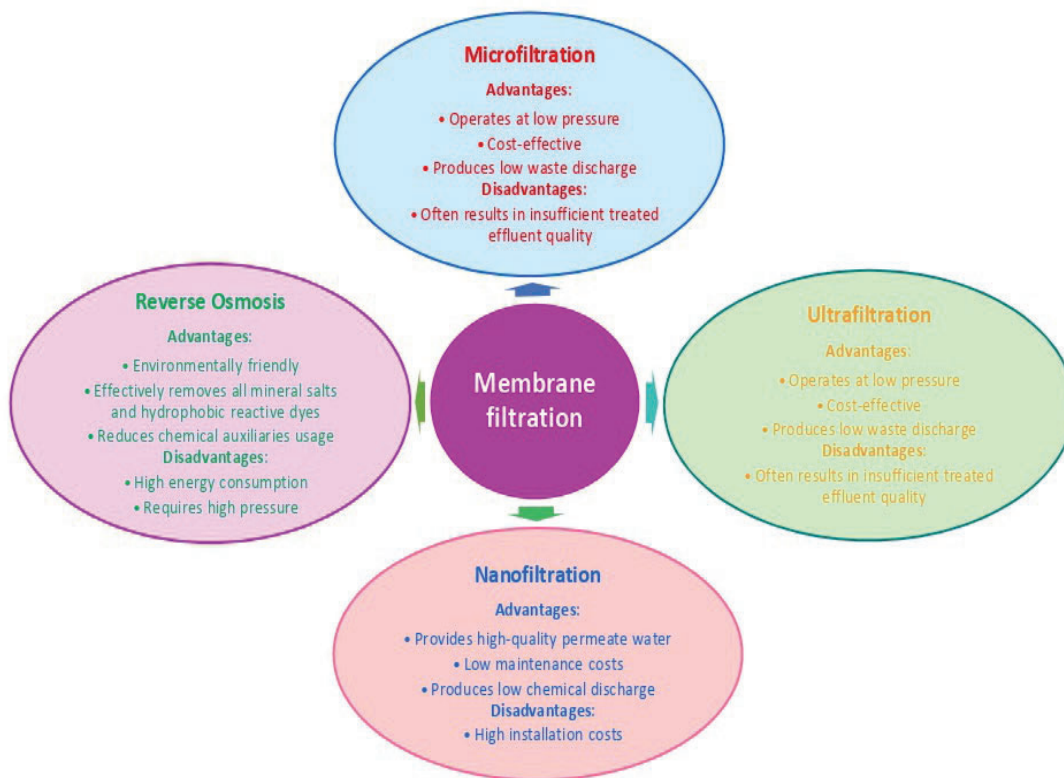 Microfiltration
Advantages:
• Operates at low pressure
• Cost-effective
• Produces low waste discharge
Disadvantages:
• Often results in insufficient treated
effluent quality
Reverse Osmosis
Advantages:
• Environmentally friendly
• Effectively removes all mineral salts
and hydrophobic reactive dyes
• Reduces chemical auxiliaries usage
Disadvantages:
• High energy consumption
• Requires high pressure
Membrane
filtration
Ultrafiltration
Advantages:
• Operates at low pressure
• Cost-effective
• Produces low waste discharge
Disadvantages:
• Often results in insufficient treated
effluent quality
Nanofiltration
Advantages:
• Provides high-quality permeate water
• Low maintenance costs
• Produces low chemical discharge
Disadvantages:
• High installation costs